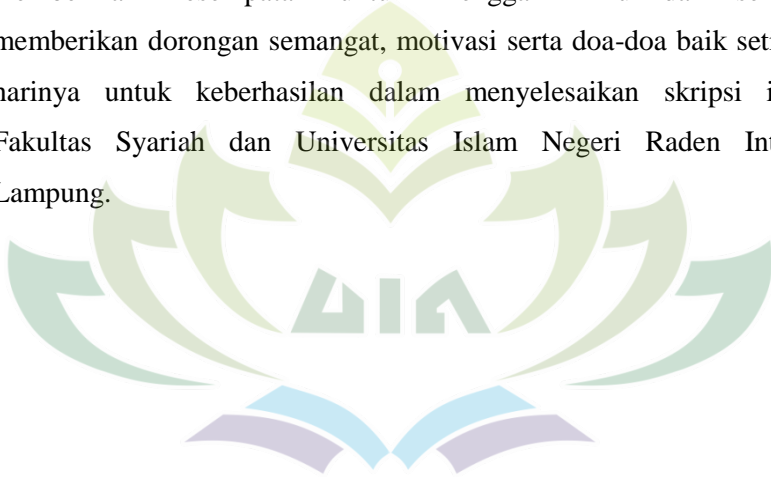 memberikan dorongan semangat, motivasi serta doa-doa baik
harinya untuk keberhasilan dalam menyelesaikan skripsi
Fakultas Syariah dan Universitas Islam Negeri Raden
Lampung.
UIN